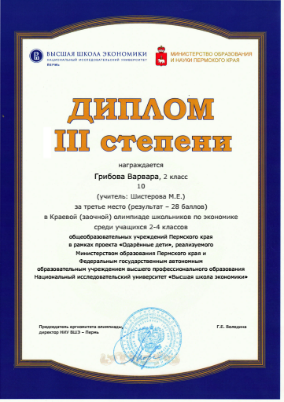 ВЫСШАЯ ШКОЛА ЭКОНОМИКИ
НАЦИОНАЛЬНЫЙ ИССЛЕДОВАТЕЛЬСКИЙ УНИВЕРСИТЕТ
ПЕРМЬ
МИНИСТЕРСТВО ОБРАЗОВАНИЯ
И НАУКИ ПЕРМСКОГО КРАЯ
ДИПЛОМ
III степени
награждается
Грибова Варвара, 2 класс
10
(учитель: Шистерова М.Е.)
за третье место (результат – 28 баллов)
в Краевой (заочной) олимпиаде школьников по экономике
среди учащихся 2-4 классов
общеобразовательных учреждений Пермского края
в рамках проекта «Одарённые дети», реализуемого
Министерством образования Пермского края и
Федеральным государственным автономным
образовательным учреждением высшего профессионального образования
Национальный исследовательский университет «Высшая школа экономики»
Председатель оргкомитета олимпиады,
директор НИУ ВШЭ – Пермь
Г.Е. Володина